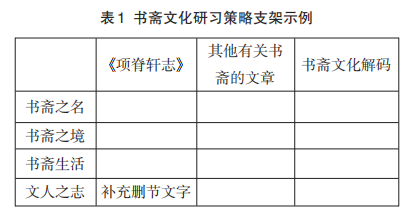 表1 书斋文化研习策略支架示例
《项脊轩志》 其他有关书斋的文章 书斋文化解码
书斋之名
书斋之境
书斋生活
文人之志 补充删节文字